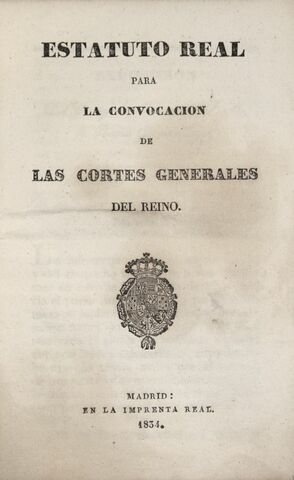 ESTATUTO REAL
PARA
LA CONVOCACION
DE
LAS CORTES GENERALES
DEL REINO.
MADRID:
EN LA IMPRENTA REAL.
1834.